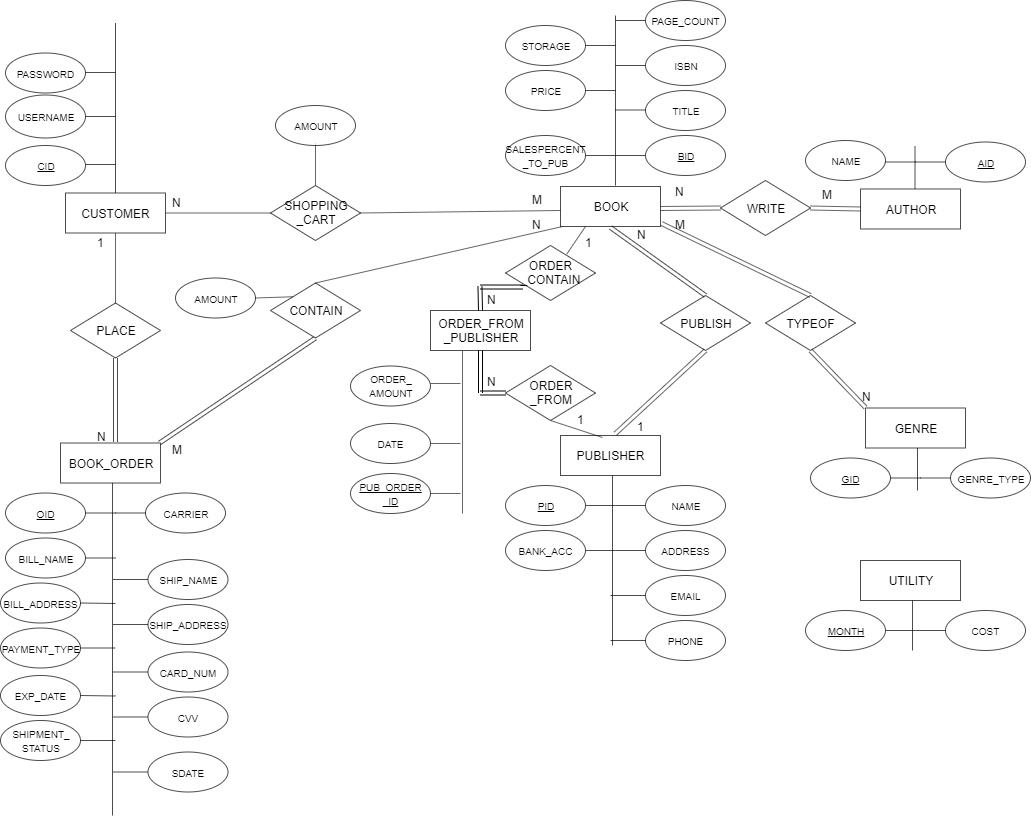 PAGE_COUNT
STORAGE
ISBN
PASSWORD
PRICE
TITLE
USERNAME
AMOUNT
SALESPERCENT
_TO_PUB
BID
NAME
AID
CID
N
M
N
M
CUSTOMER
SHOPPING
_CART
BOOK
WRITE
AUTHOR
N
M
1
1
N
ORDER
_CONTAIN
AMOUNT
N
CONTAIN
PLACE
ORDER_FROM
_PUBLISHER
PUBLISH
TYPEOF
ORDER_
AMOUNT
N
ORDER
_FROM
N
1
1
GENRE
N
M
DATE
BOOK_ORDER
PUBLISHER
GID
GENRE_TYPE
PUB_ORDER
_ID
OID
CARRIER
PID
NAME
BILL_NAME
BANK_ACC
ADDRESS
SHIP_NAME
UTILITY
BILL_ADDRESS
EMAIL
SHIP_ADDRESS
MONTH
COST
PAYMENT_TYPE
PHONE
CARD_NUM
EXP_DATE
CVV
SHIPMENT_
STATUS
SDATE